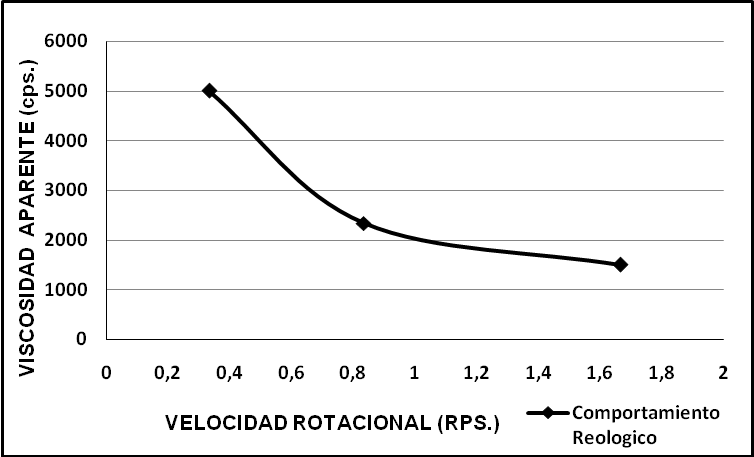 VISCOSIDAD APARENTE (cps.)
6000
5000
4000
3000
2000
1000
0
0 0,2 0,4 0,6 0,8 1 1,2 1,4 1,6 1,8 2
VELOCIDAD ROTACIONAL (RPS.)
Comportamiento
Reologico